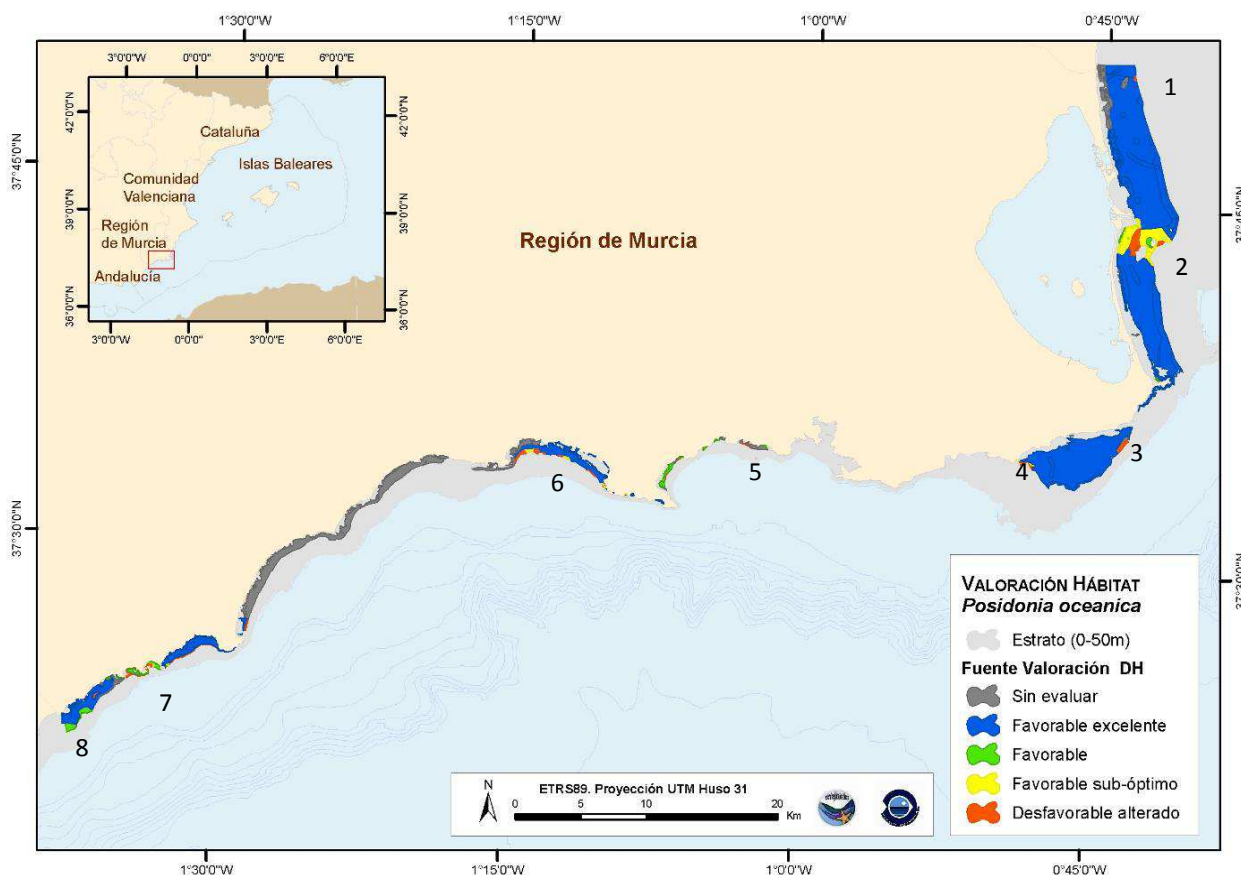 1°30'0"W 1°15'0"W 1°00'0"W 0°45'0"W
3°0'0"W 0°0'0" 3°0'0"E 6°0'0"E
42°0'0"N 42°0'0"N
Cataluña
Islas Baleares
Comunidad
Valenciana
39°0'0"N 39°0'0"N
Región
de Murcia
Andalucía
36°0'0"N 36°0'0"N
3°0'0"W 0°0'0" 3°0'0"E 6°0'0"E
37°45'0"N 37°45'0"N
Región de Murcia
1
2
3
4
5
6
7
8
37°30'0"N 37°30'0"N
VALORACIÓN HÁBITAT
Posidonia oceanica
Estrato (0-50m)
Fuente Valoración DH
Sin evaluar
Favorable excelente
Favorable
Favorable sub-óptimo
Desfavorable alterado
N
ETRS89. Proyección UTM Huso 31
0 5 10 20
Km
1°30'0"W 1°15'0"W 1°00'0"W 0°45'0"W